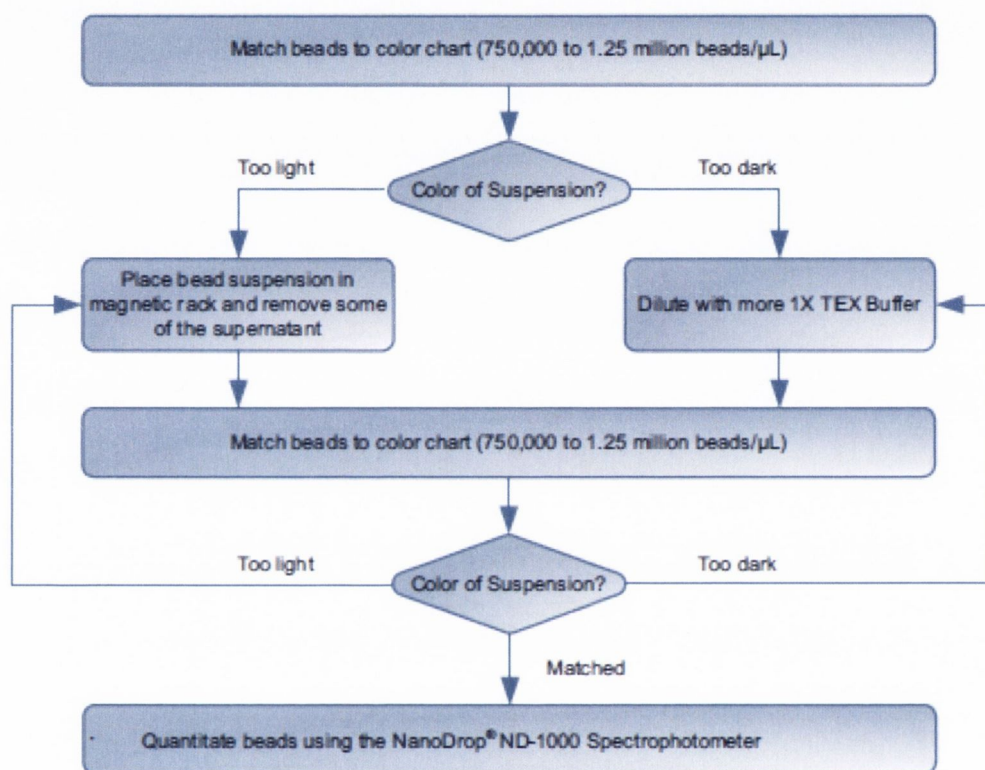 Match beads to color chart (750,000 to 1.25 million beads/µL)
Too light
Color of Suspension?
Too dark
Place bead suspension in
magnetic rack and remove some
of the supernatant
Dilute with more 1X TEX Buffer
Match beads to color chart (750,000 to 1.25 million beads/µL)
Too light
Color of Suspension?
Too dark
Matched
Quantitate beads using the NanoDrop® ND-1000 Spectrophotometer